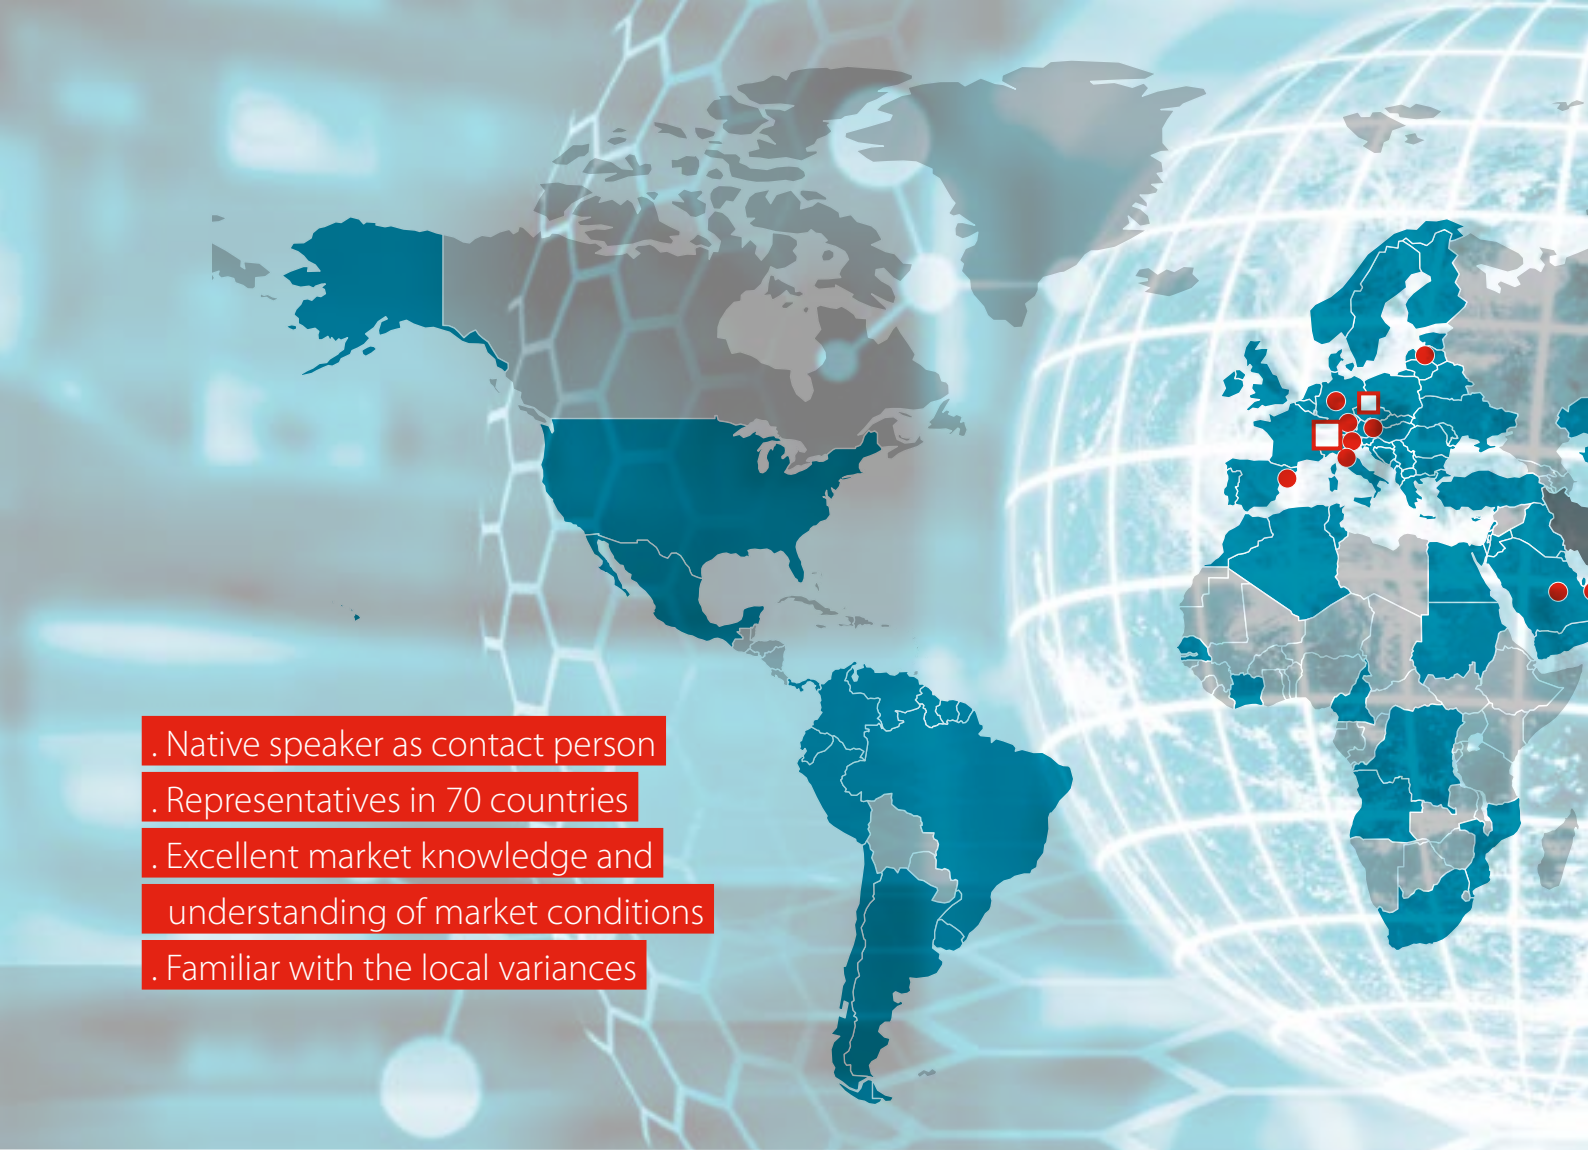 . Native speaker as contact person
. Representatives in 70 countries
. Excellent market knowledge and
understanding of market conditions
. Familiar with the local variances